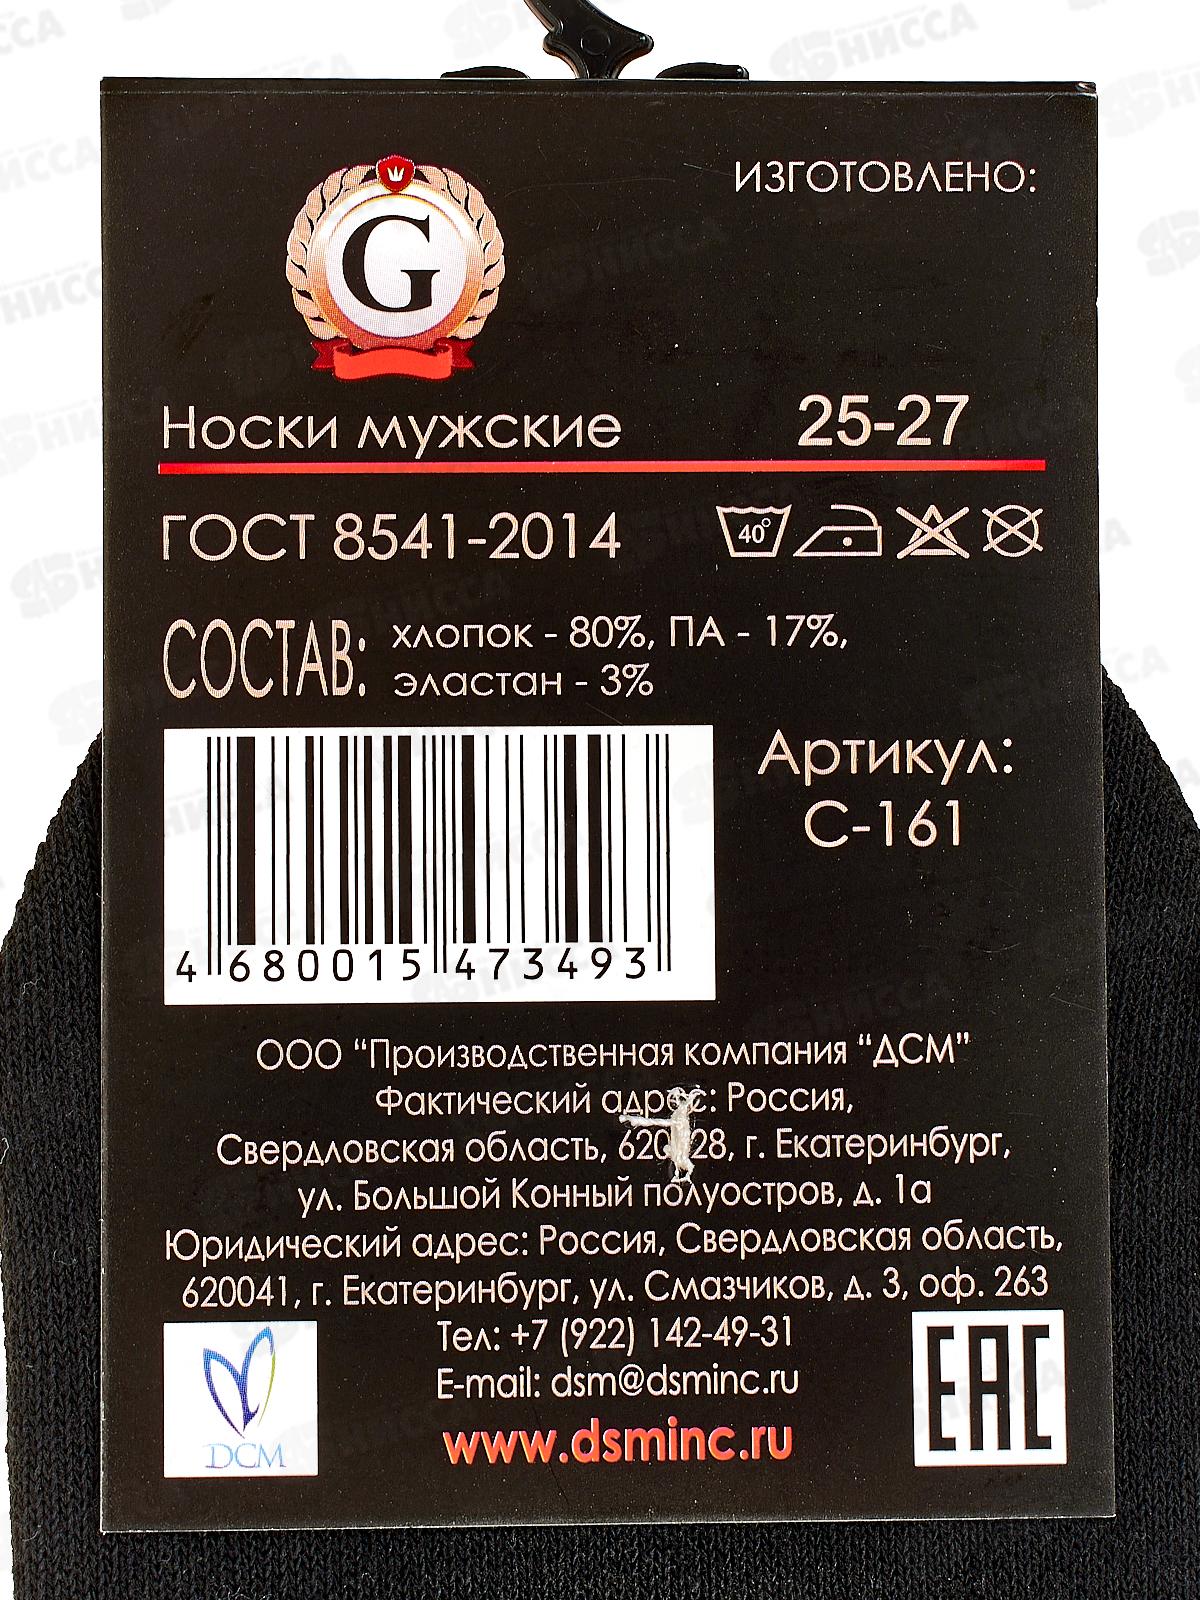 ИЗГОТОВЛЕНО:
G
Носки мужские 25-27
ГОСТ 8541-2014 40°
СОСТАВ: хлопок - 80%, ПА - 17%,
эластан - 3%
Артикул:
С-161
4 680015 473493
ООО “Производственная компания “ДСМ”
Фактический адрес: Россия,
Свердловская область, г. Екатеринбург,
ул. Большой Конный полуостров, д. 1а
Юридический адрес: Россия, Свердловская область,
620041, г. Екатеринбург, ул. Смазчиков, д. 3, оф. 263
Тел: +7 (922) 142-49-31
E-mail: dsm@dsminc.ru
www.dsminc.ru
ДСМ
ЕАС